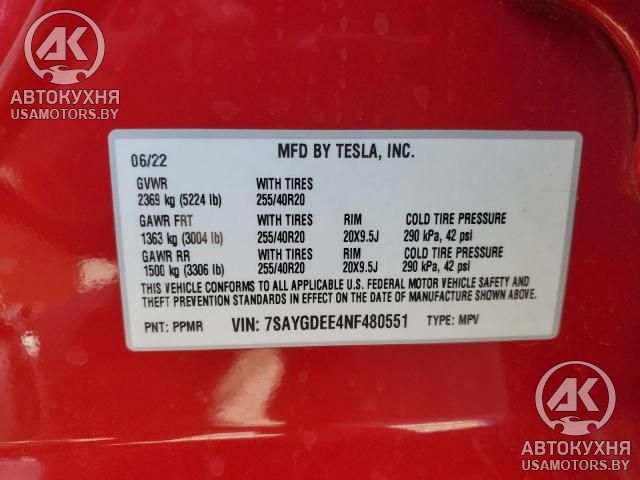 AK
АВТОКУХНЯ
USAMOTORS.BY
06/22 MFD BY TESLA, INC.
GVWR WITH TIRES
2369 kg (5224 lb) 255/40R20
GAWR FRT WITH TIRES RIM COLD TIRE PRESSURE
1363 kg (3004 lb) 255/40R20 20X9.5J 290 kPa, 42 psi
GAWR RR WITH TIRES RIM COLD TIRE PRESSURE
1500 kg (3306 lb) 255/40R20 20X9.5J 290 kPa, 42 psi
THIS VEHICLE CONFORMS TO ALL APPLICABLE U.S. FEDERAL MOTOR VEHICLE SAFETY AND
THEFT PREVENTION STANDARDS IN EFFECT ON THE DATE OF MANUFACTURE SHOWN ABOVE.
PNT: PPMR VIN: 7SAYGDEE4NF480551 TYPE: MPV
AK
АВТОКУХНЯ
USAMOTORS.BY